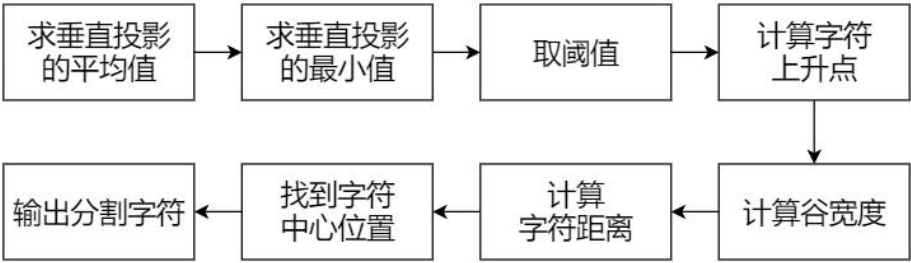 求垂直投影
的平均值
求垂直投影
的最小值
取阈值
计算字符
上升点
计算谷宽度
计算
字符距离
找到字符
中心位置
输出分割字符